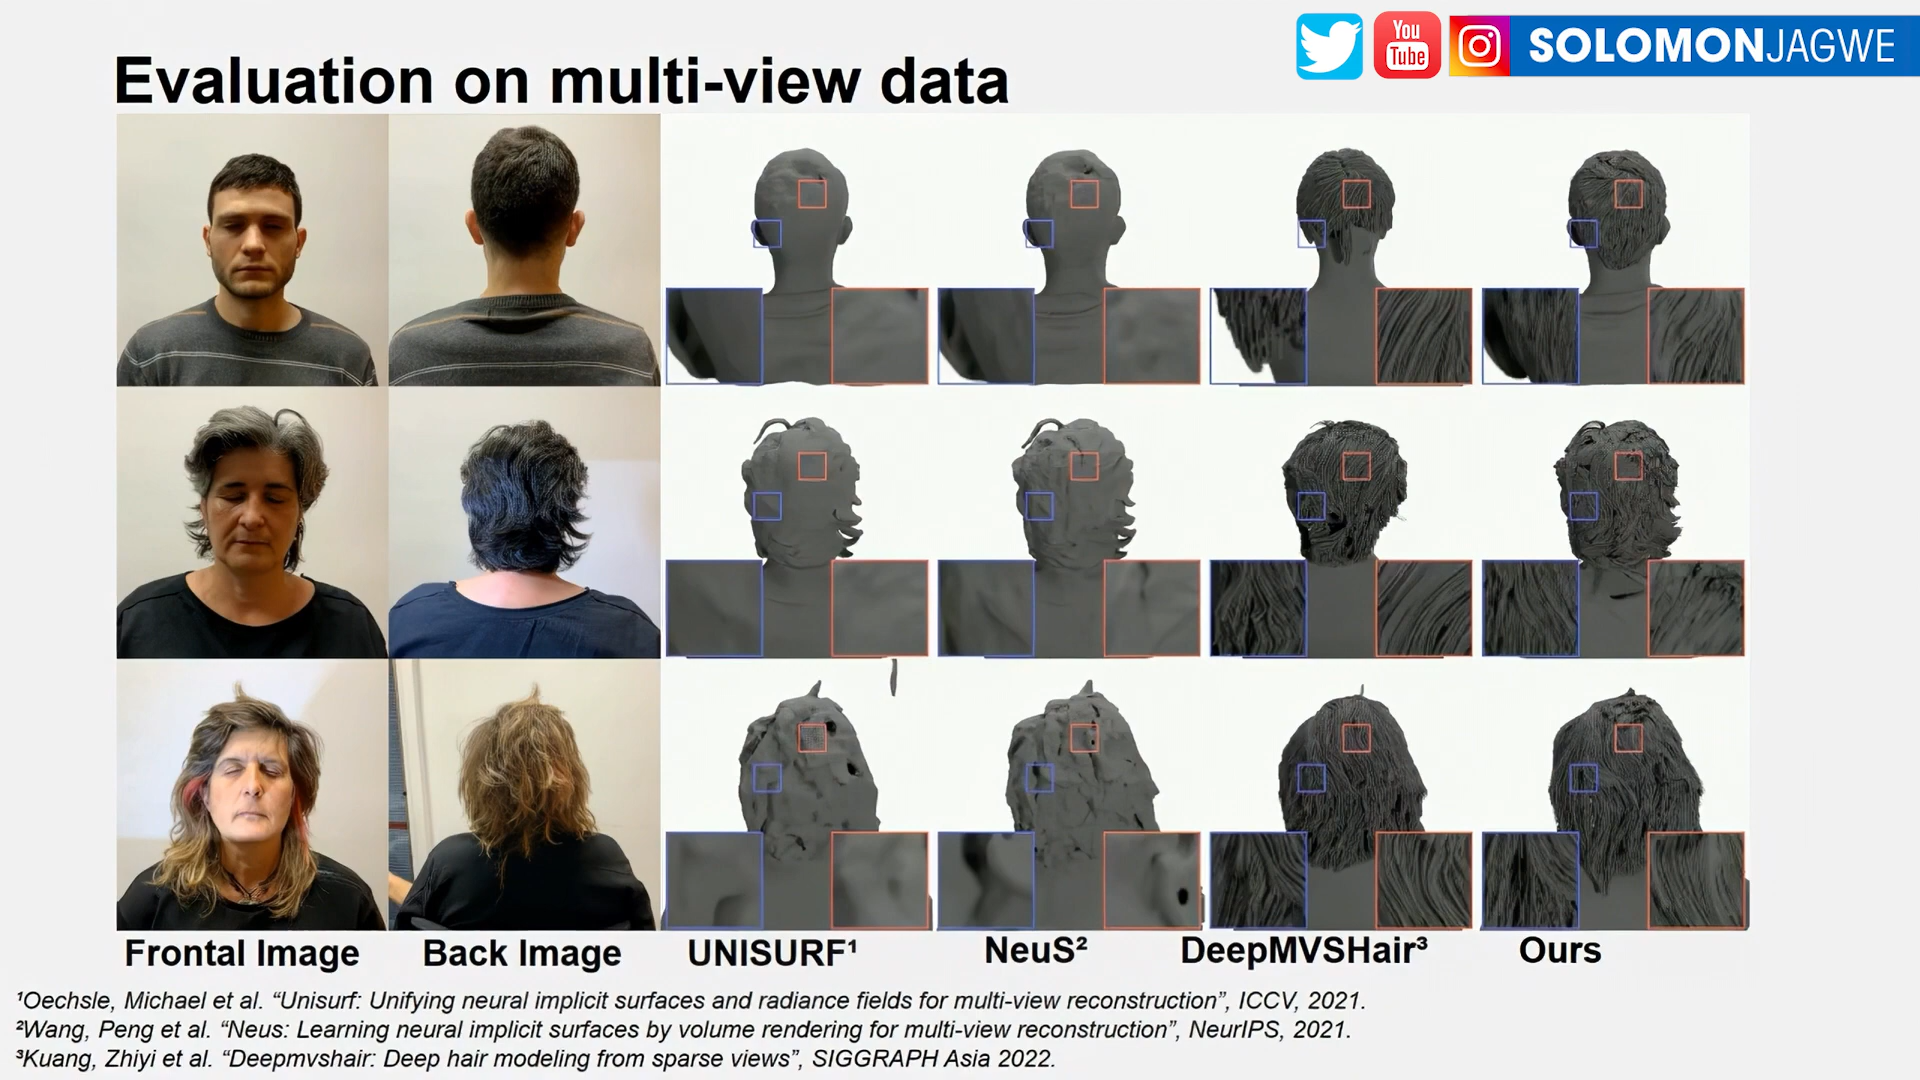 You
Tube
SOLOMONJAGWE
Evaluation on multi-view data
Frontal Image
Back Image
UNISURF¹
NeuS²
DeepMVSHair³
Ours
¹Oechsle, Michael et al. “Unisurf: Unifying neural implicit surfaces and radiance fields for multi-view reconstruction”, ICCV, 2021.
²Wang, Peng et al. “Neus: Learning neural implicit surfaces by volume rendering for multi-view reconstruction”, NeurIPS, 2021.
³Kuang, Zhiyi et al. “Deepmvshair: Deep hair modeling from sparse views”, SIGGRAPH Asia 2022.